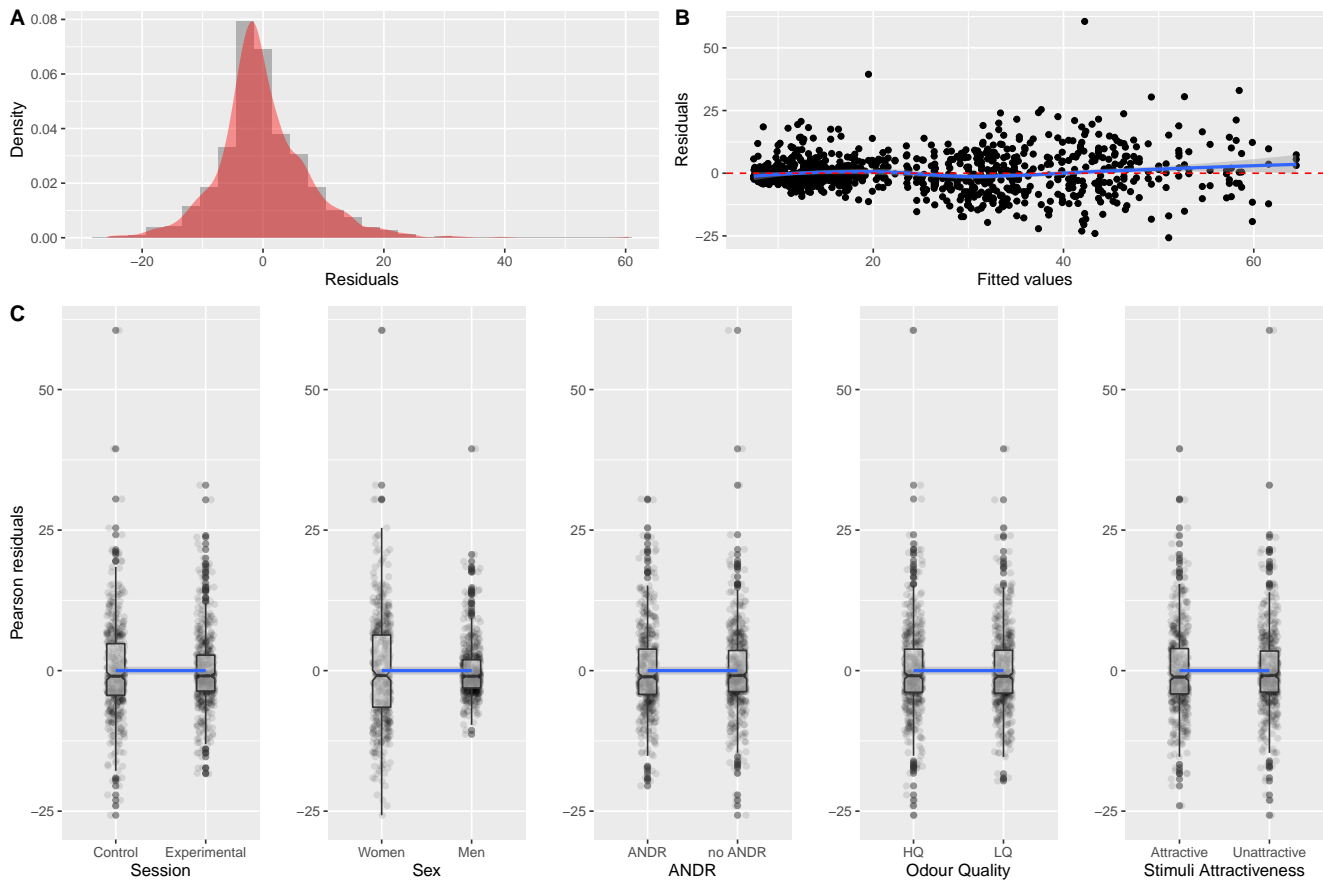 A
0.08
0.06
0.04
0.02
0.00
Density
−20 0 20 40 60
Residuals
B
50
25
0
−25
Residuals
20 40 60
Fitted values
C
Pearson residuals
50
25
0
−25
Control Experimental
Session
50
25
0
−25
Women Men
Sex
50
25
0
−25
ANDR no ANDR
ANDR
50
25
0
−25
HQ LQ
Odour Quality
50
25
0
−25
Attractive Unattractive
Stimuli Attractiveness